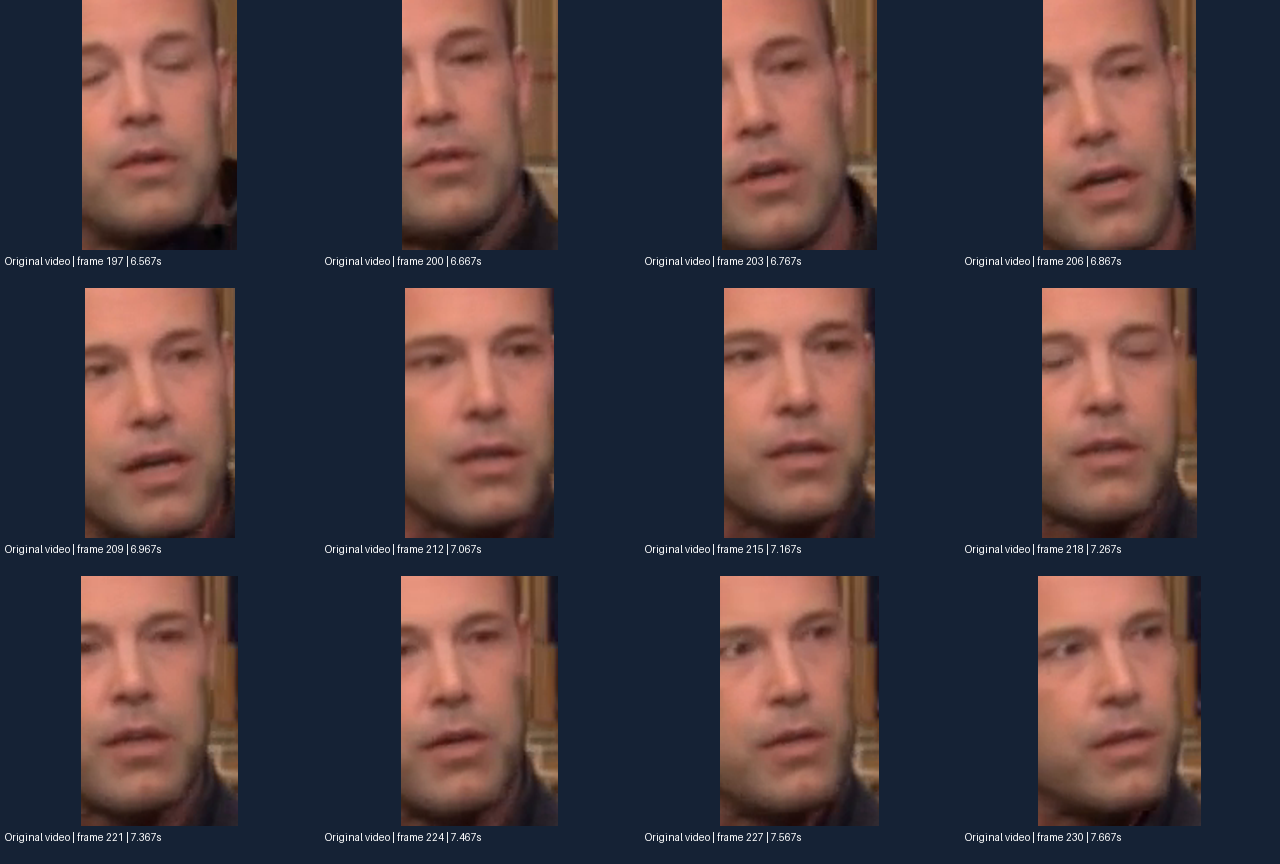 Original video | frame 197 | 6.567s
Original video | frame 200 | 6.667s
Original video | frame 203 | 6.767s
Original video | frame 206 | 6.867s
Original video | frame 209 | 6.967s
Original video | frame 212 | 7.067s
Original video | frame 215 | 7.167s
Original video | frame 218 | 7.267s
Original video | frame 221 | 7.367s
Original video | frame 224 | 7.467s
Original video | frame 227 | 7.567s
Original video | frame 230 | 7.667s